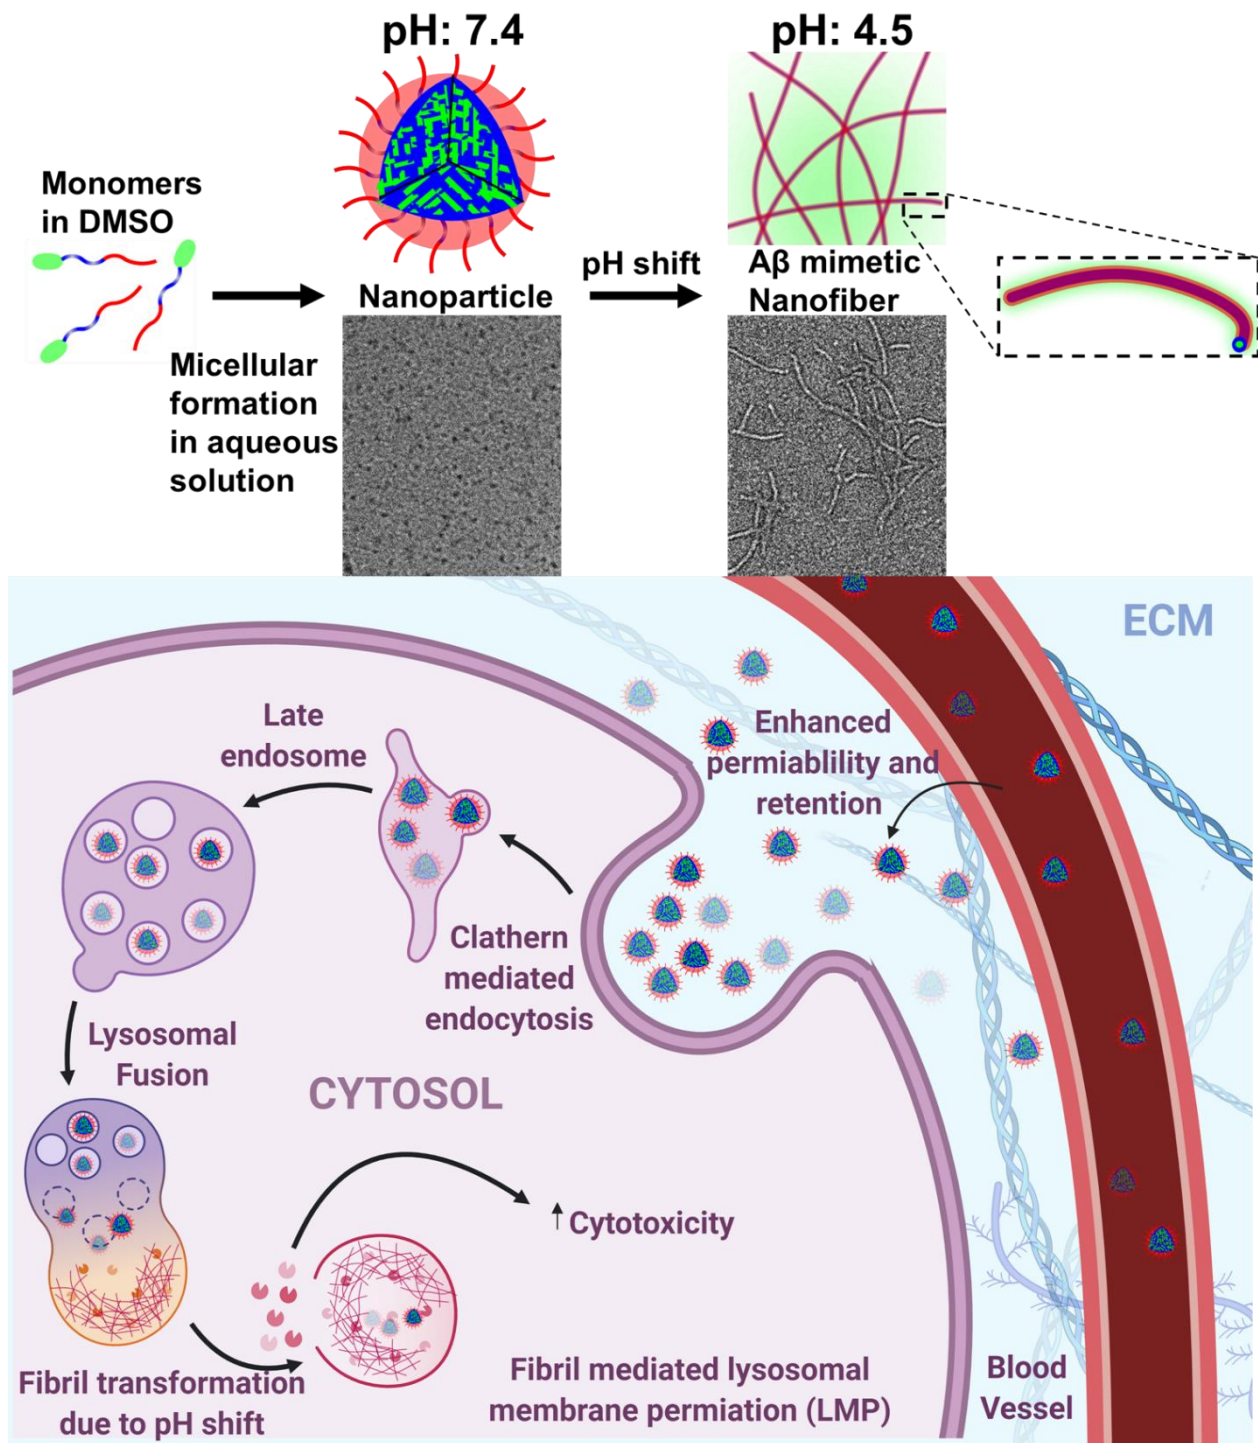 pH: 7.4
pH: 4.5
Monomers
in DMSO
Nanoparticle
pH shift
Aβ mimetic
Nanofiber
Micellular
formation
in aqueous
solution
ECM
Late
endosome
Enhanced
permiablility and
retention
Clathern
mediated
endocytosis
Lysosomal
Fusion
CYTOSOL
↑ Cytotoxicity
Fibril transformation
due to pH shift
Fibril mediated lysosomal
membrane permiation (LMP)
Blood
Vessel